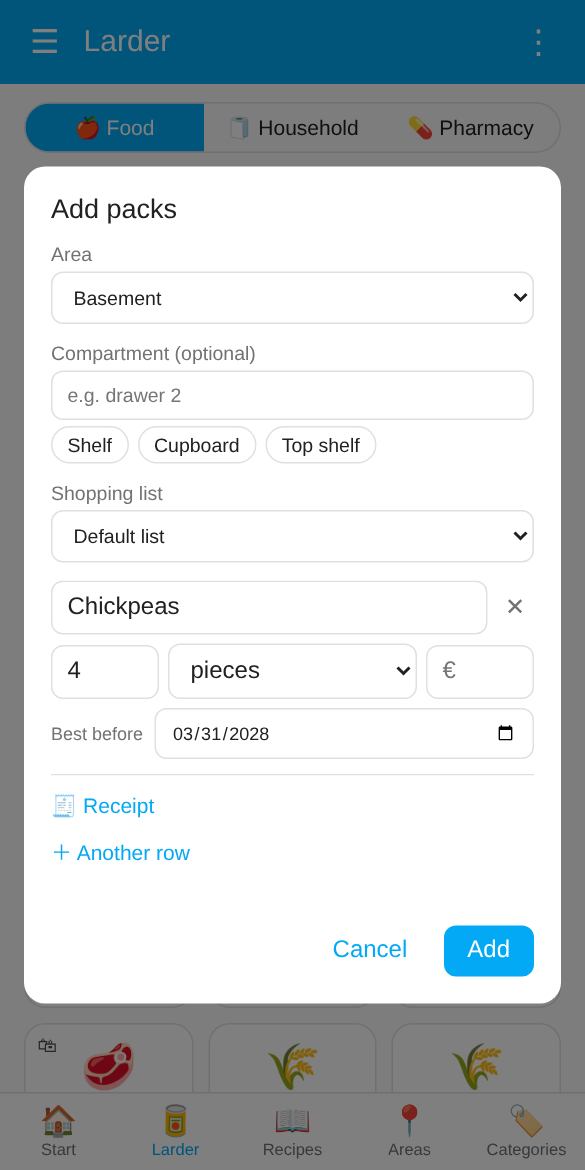 Larder
Food Household Pharmacy
Add packs
Area
Basement
Compartment (optional)
e.g. drawer 2
Shelf Cupboard Top shelf
Shopping list
Default list
Chickpeas ✕
4 pieces €
Best before 03/31/2028
Receipt
+ Another row
Cancel Add
Start Larder Recipes Areas Categories